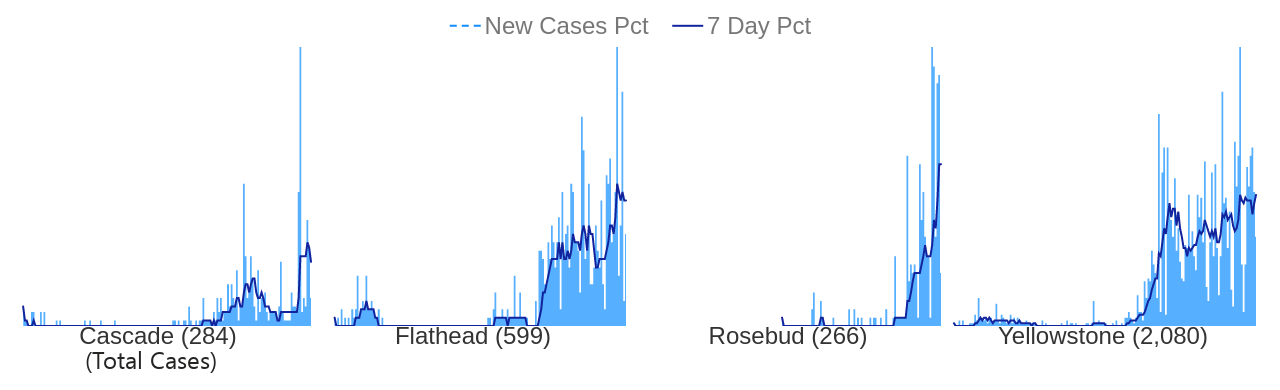 New Cases Pct 7 Day Pct
Cascade (284) Flathead (599) Rosebud (266) Yellowstone (2,080)
(Total Cases)